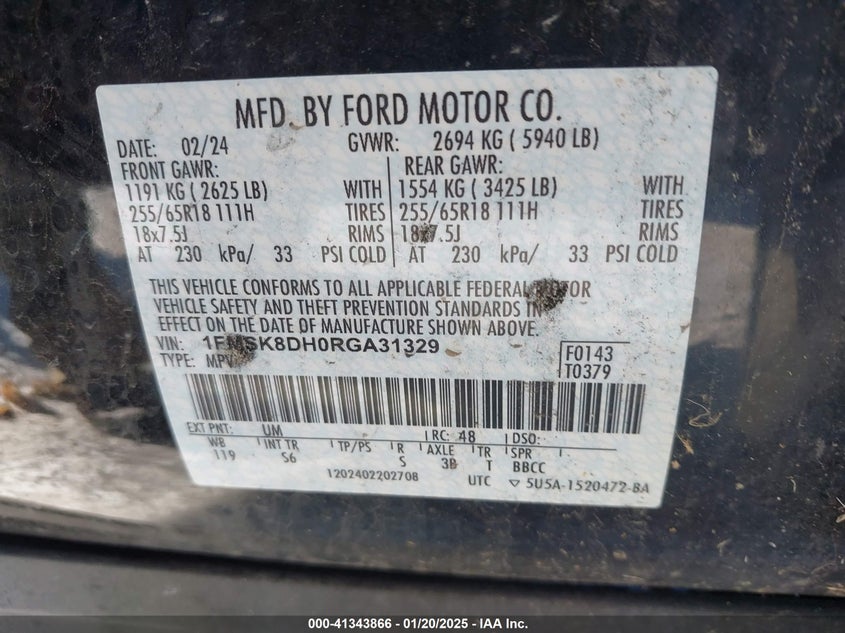 MFD. BY FORD MOTOR CO.
DATE: 02/24 GVWR: 2694 KG ( 5940 LB)
FRONT GAWR: REAR GAWR:
1191 KG ( 2625 LB) WITH 1554 KG ( 3425 LB) WITH
255/65R18 111H TIRES 255/65R18 111H TIRES
18x7.5J RIMS 18x7.5J RIMS
AT 230 kPa/ 33 PSI COLD AT 230 kPa/ 33 PSI COLD
THIS VEHICLE CONFORMS TO ALL APPLICABLE FEDERAL MOTOR
VEHICLE SAFETY AND THEFT PREVENTION STANDARDS IN
EFFECT ON THE DATE OF MANUFACTURE SHOWN ABOVE.
VIN: 1FMSK8DH0RGA31329 F0143
TYPE: MPV T0379
EXT PNT: UM RC: 48 DSO:
WB INT TR TP/PS R AXLE TR SPR
119 S6 S 3B T BBCC
1202402202708 UTC ▽ 5U5A-1520472-BA
000-41343866 / 01/20/2025 - IAA Inc.